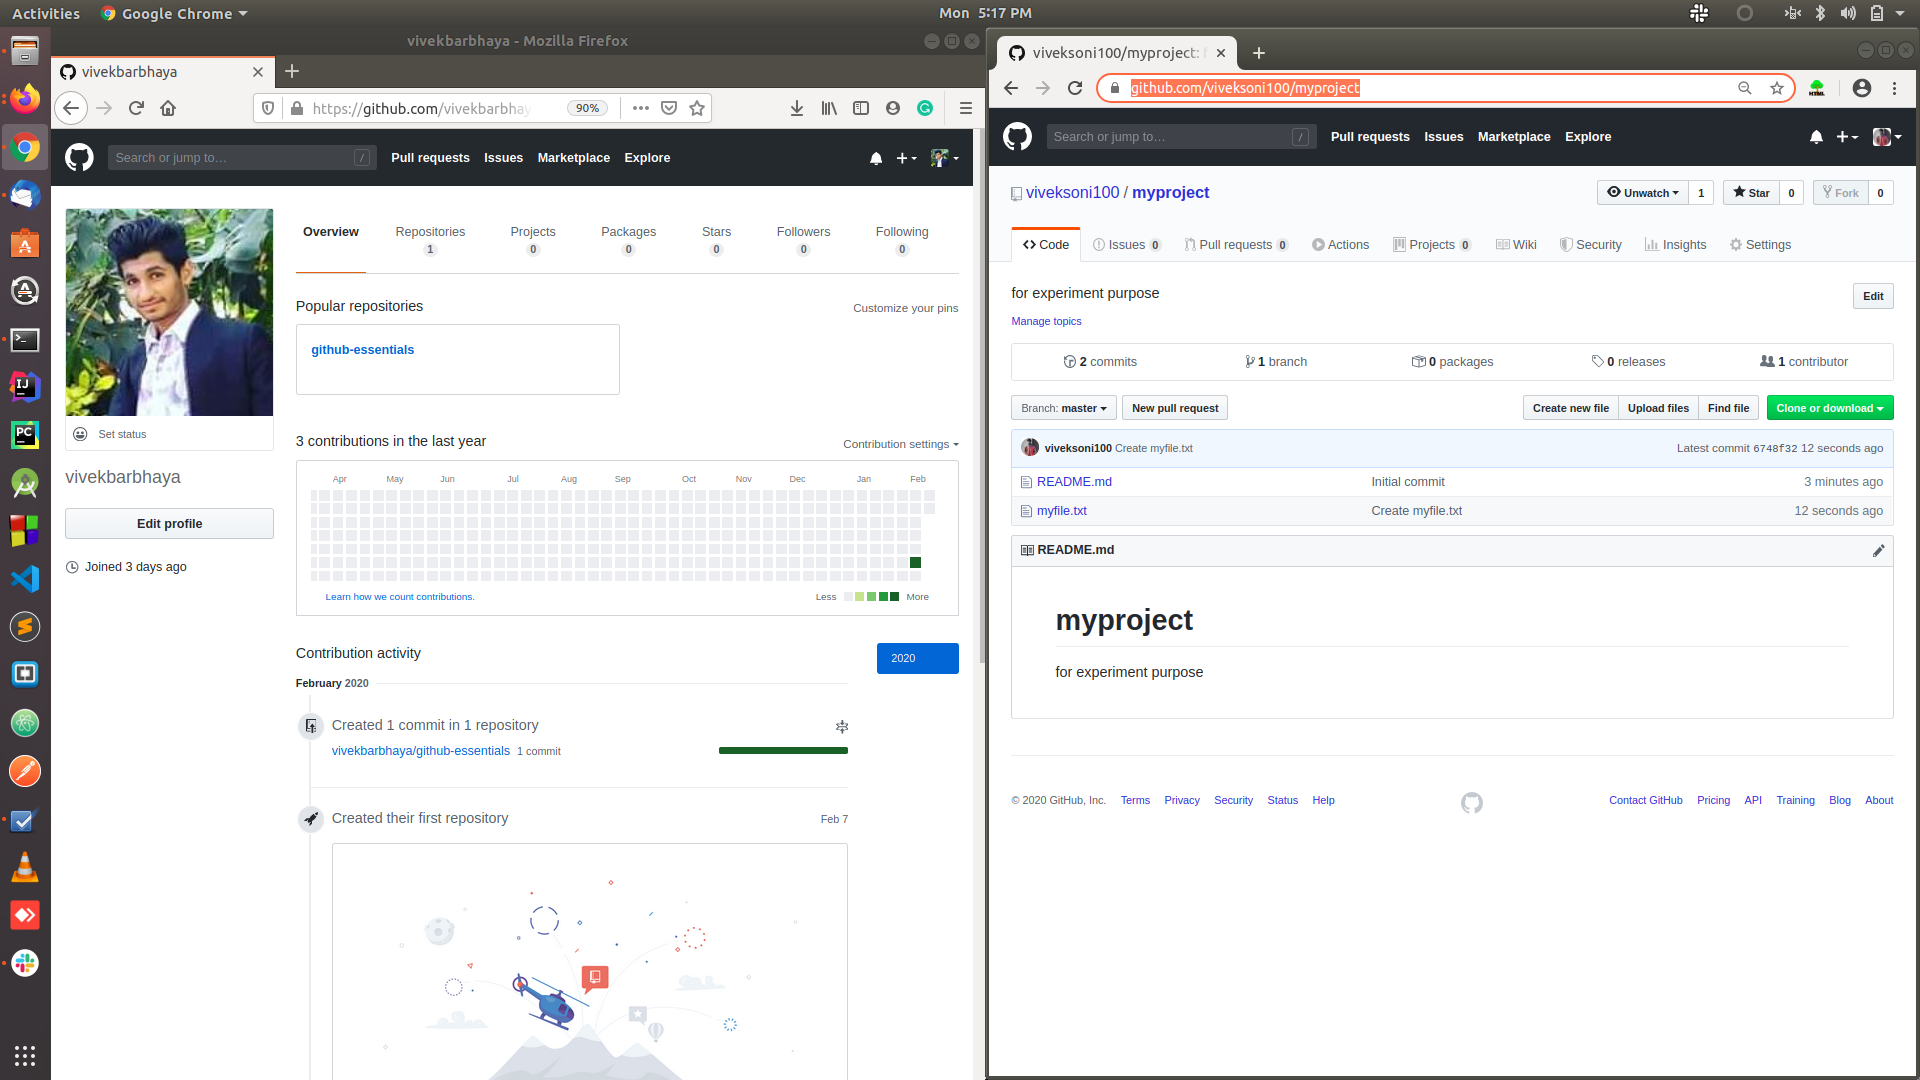 Activities
Google Chrome
Mon 5:17 PM
vivekbarbhaya - Mozilla Firefox
vivekbarbhaya
https://github.com/vivekbarbhay
90%
Search or jump to…
/
Pull requests
Issues
Marketplace
Explore
Overview
Repositories
1
Projects
0
Packages
0
Stars
0
Followers
0
Following
0
Popular repositories
Customize your pins
github-essentials
Set status
vivekbarbhaya
Edit profile
Joined 3 days ago
3 contributions in the last year
Contribution settings
Apr May Jun Jul Aug Sep Oct Nov Dec Jan Feb
Learn how we count contributions.
Less
More
Contribution activity
2020
February 2020
Created 1 commit in 1 repository
vivekbarbhaya/github-essentials 1 commit
Created their first repository
Feb 7
viveksoni100/myproject: f
github.com/viveksoni100/myproject
HTML
Search or jump to…
/
Pull requests
Issues
Marketplace
Explore
viveksoni100 / myproject
Unwatch 1
Star 0
Fork 0
Code
Issues 0
Pull requests 0
Actions
Projects 0
Wiki
Security
Insights
Settings
for experiment purpose
Edit
Manage topics
2 commits
1 branch
0 packages
0 releases
1 contributor
Branch: master
New pull request
Create new file
Upload files
Find file
Clone or download
viveksoni100 Create myfile.txt
Latest commit 6748f32 12 seconds ago
README.md Initial commit 3 minutes ago
myfile.txt Create myfile.txt 12 seconds ago
README.md
myproject
for experiment purpose
© 2020 GitHub, Inc. Terms Privacy Security Status Help
Contact GitHub Pricing API Training Blog About
IJ
PC